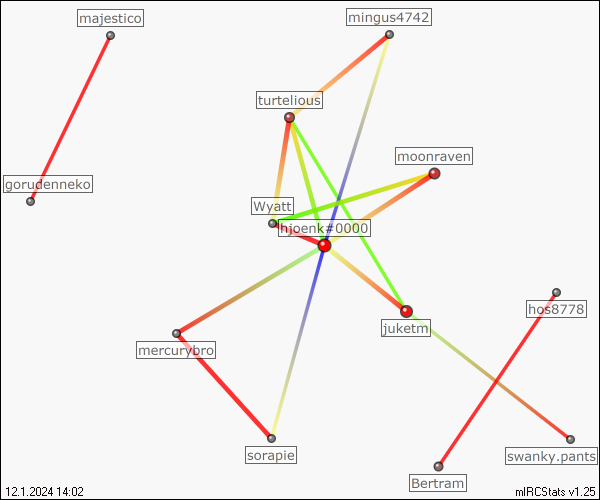 majestico
mingus4742
turtelious
moonraven
gorudenneko
Wyatt
hjoenk#0000
hos8778
juketm
mercurybro
sorapie
swanky.pants
Bertram
12.1.2024 14:02
mIRCStats v1.25